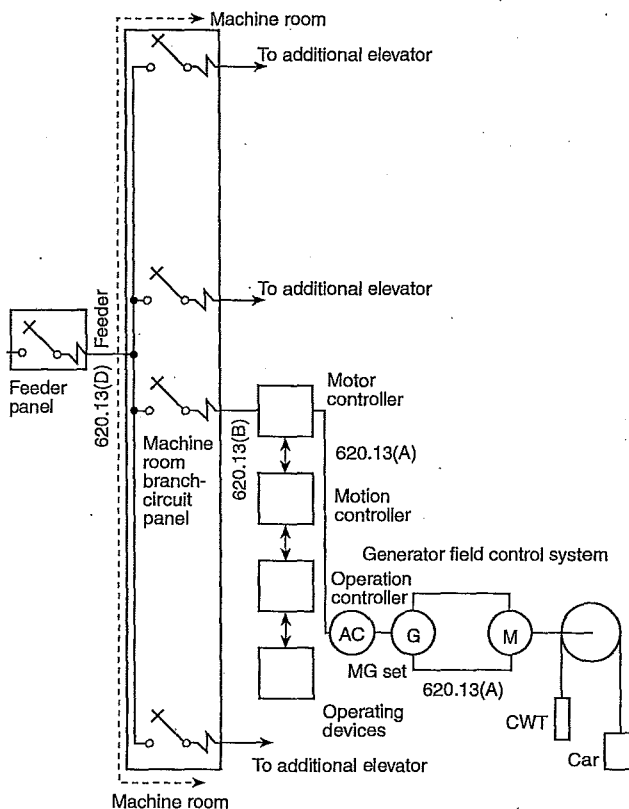 Machine room
To additional elevator
To additional elevator
Feeder
Feeder
panel
620.13(D)
Machine
room
branch-
circuit
panel
620.13(B)
Motor
controller
620.13(A)
Motion
controller
Generator field control system
Operation
controller
AC
G
M
MG set
620.13(A)
Operating
devices
CWT
Car
To additional elevator
Machine room